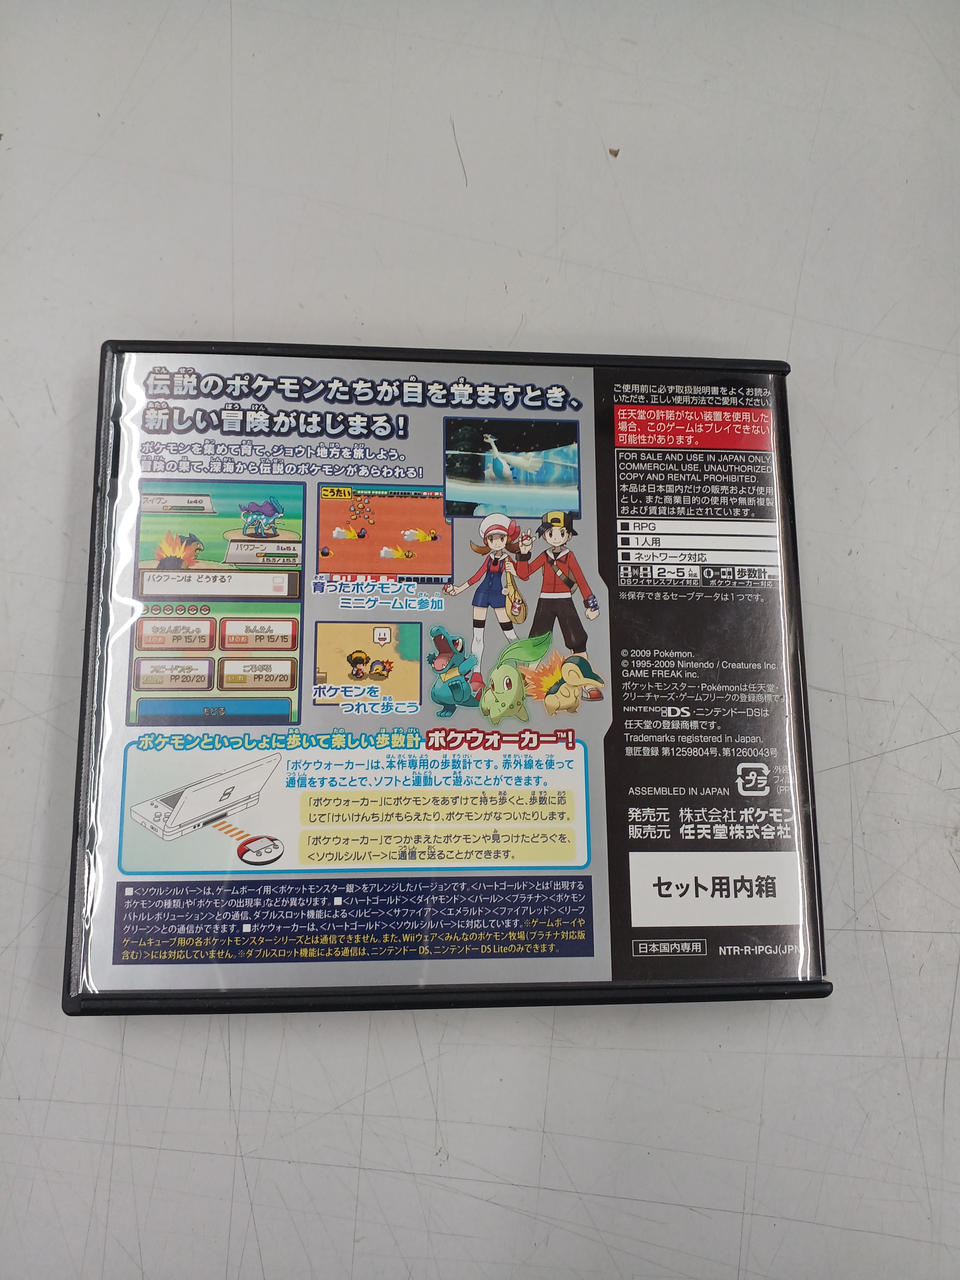 伝説のポケモンたちが目を覚ますとき、
新しい冒険がはじまる！
ポケモンを集めて育て、ジョウト地方を旅しよう。
冒険の果て、深海から伝説のポケモンがあらわれる！
スイクン Lv40
バクフーン Lv51
153/153
バクフーンは どうする？
PP 15/15
ふんえん
PP 15/15
スピードスター
PP 20/20
ころがる
PP 20/20
もどる
こうたい
育ったポケモンで
ミニゲームに参加
ポケモンを
つれて歩こう
ポケモンといっしょに歩いて楽しい歩数計 ポケウォーカー™！
「ポケウォーカー」は、本作専用の歩数計です。赤外線を使って
通信をすることで、ソフトと連動して遊ぶことができます。
「ポケウォーカー」にポケモンをあずけて持ち歩くと、歩数に応
じて「けいけんち」がもらえたり、ポケモンがなついたりします。
「ポケウォーカー」でつかまえたポケモンや見つけたどうぐを、
<ソウルシルバー>に通信で送ることができます。
■<ソウルシルバー>は、ゲームボーイ用<ポケットモンスター銀>をアレンジしたバージョンです。<ハートゴールド>とは「出現する
ポケモンの種類」や「ポケモンの出現率」などが異なります。■<ハートゴールド><ダイヤモンド><パール><プラチナ><ポケモン
バトルレボリューション>との通信、ダブルスロット機能による<ルビー><サファイア><エメラルド><ファイアレッド><リーフ
グリーン>との通信ができます。■ポケウォーカーは、<ハートゴールド><ソウルシルバー>に対応しています。※ゲームボーイや
ゲームキューブ用の各ポケットモンスターシリーズとは通信できません。また、Wiiウェア<みんなのポケモン牧場（プラチナ対応版
含む）>には対応していません。※ダブルスロット機能による通信は、ニンテンドーDS、ニンテンドーDS Liteのみできます。
ご使用前に必ず取扱説明書をよくお読み
いただき、正しい使用方法でご愛用ください。
任天堂の許諾がない装置を使用した
場合、このゲームはプレイできない
可能性があります。
FOR SALE AND USE IN JAPAN ONLY
COMMERCIAL USE, UNAUTHORIZED
COPY AND RENTAL PROHIBITED.
本品は日本国内だけの販売および使用
とし、また商業目的の使用や無断複製
および賃貸は禁止されています。
■ RPG
■ 1人用
■ ネットワーク対応
2〜5人対応
DSワイヤレスプレイ対応
歩数計
ポケウォーカー対応
※保存できるセーブデータは1つです。
© 2009 Pokémon.
© 1995-2009 Nintendo / Creatures Inc. /
GAME FREAK inc.
ポケットモンスター・Pokémonは任天堂・
クリーチャーズ・ゲームフリークの登録商標で
NINTENDO DS・ニンテンドーDSは
任天堂の登録商標です。
Trademarks registered in Japan.
意匠登録 第1259804号、第1260043号
ASSEMBLED IN JAPAN
プラ
発売元 株式会社ポケモン
販売元 任天堂株式会社
セット用内箱
日本国内専用
NTR-R-IPGJ(JPN